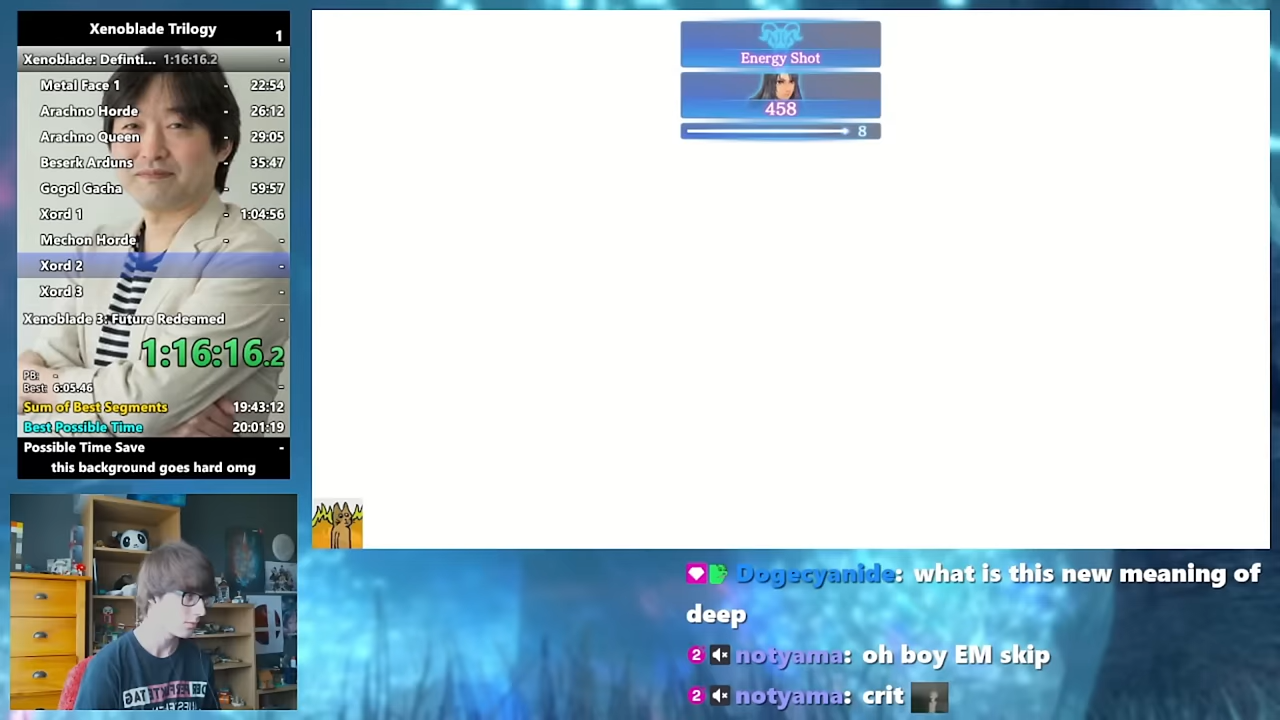 Xenoblade Trilogy
1
Xenoblade: Definti... 1:16:16.2 -
Metal Face 1 - 22:54
Arachno Horde - 26:12
Arachno Queen - 29:05
Beserk Arduns - 35:47
Gogol Gacha - 59:57
Xord 1 - 1:04:56
Mechon Horde - -
Xord 2 -
Xord 3 -
Xenoblade 3: Future Redeemed -
1:16:16.2
PB: -
Best: 6:05.46 -
Sum of Best Segments 19:43:12
Best Possible Time 20:01:19
Possible Time Save -
this background goes hard omg
Energy Shot
458
8
Dogecyanide: what is this new meaning of
deep
2 notyama: oh boy EM skip
2 notyama: crit